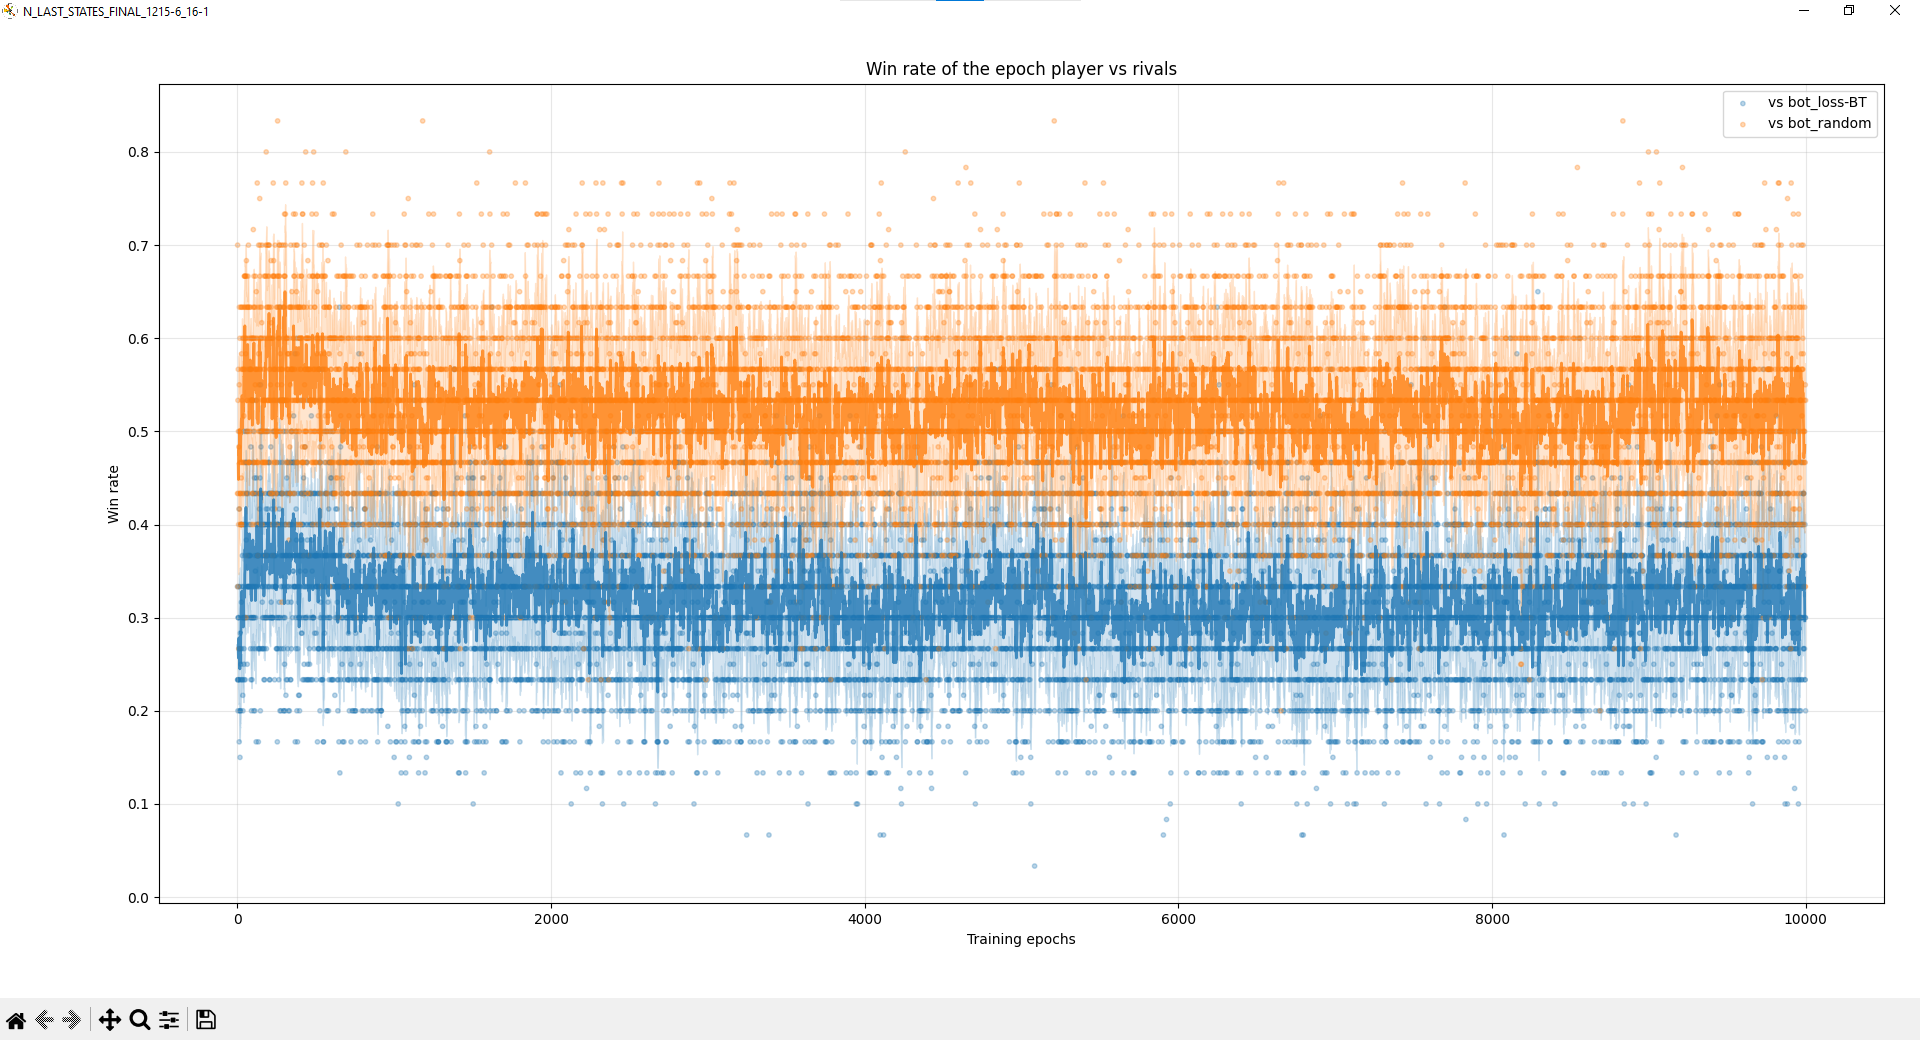 N_LAST_STATES_FINAL_1215-6_16-1
Win rate of the epoch player vs rivals
vs bot_loss-BT
vs bot_random
Win rate
0.8
0.7
0.6
0.5
0.4
0.3
0.2
0.1
0.0
0
2000
4000
6000
8000
10000
Training epochs